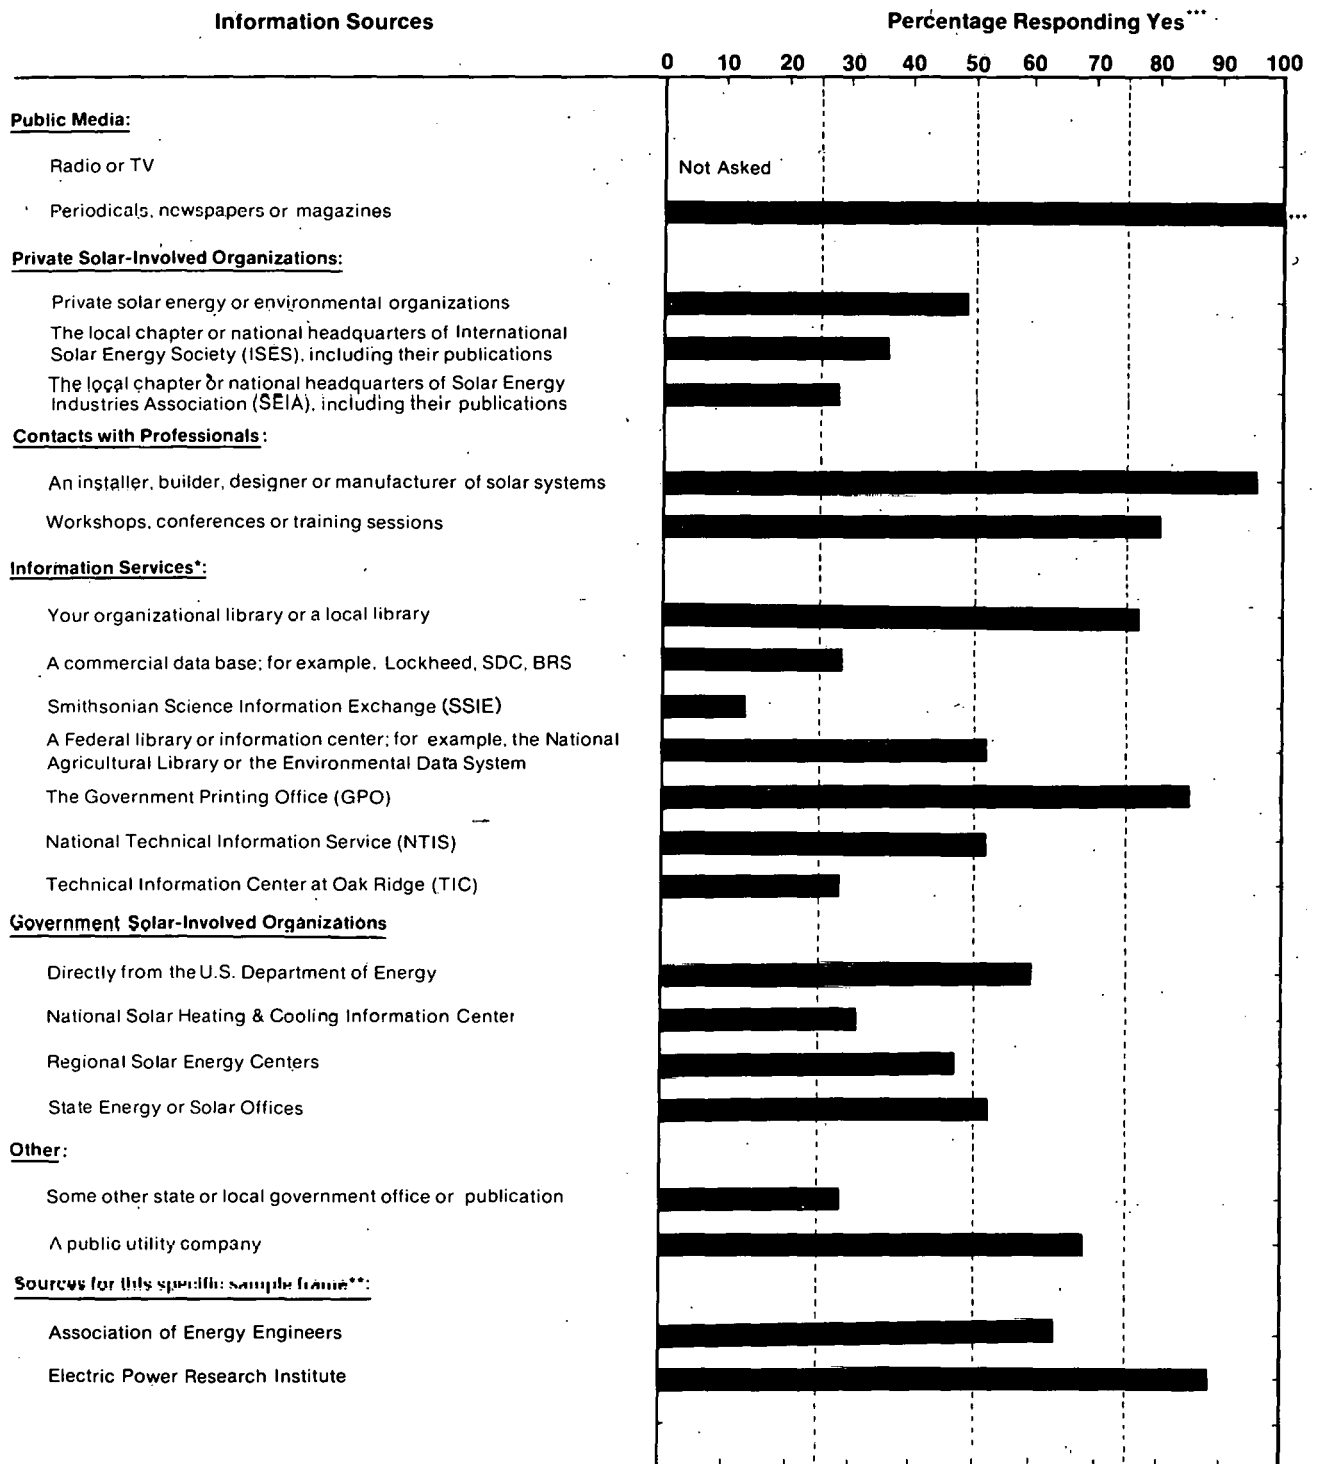 Information Sources
Percentage Responding Yes***
0 10 20 30 40 50 60 70 80 90 100
Public Media:
Radio or TV
Not Asked
Periodicals, newspapers or magazines
***
Private Solar-Involved Organizations:
Private solar energy or environmental organizations
The local chapter or national headquarters of International
Solar Energy Society (ISES), including their publications
The local chapter or national headquarters of Solar Energy
Industries Association (SEIA), including their publications
Contacts with Professionals:
An installer, builder, designer or manufacturer of solar systems
Workshops, conferences or training sessions
Information Services*:
Your organizational library or a local library
A commercial data base; for example, Lockheed, SDC, BRS
Smithsonian Science Information Exchange (SSIE)
A Federal library or information center; for example, the National
Agricultural Library or the Environmental Data System
The Government Printing Office (GPO)
National Technical Information Service (NTIS)
Technical Information Center at Oak Ridge (TIC)
Government Solar-Involved Organizations
Directly from the U.S. Department of Energy
National Solar Heating & Cooling Information Center
Regional Solar Energy Centers
State Energy or Solar Offices
Other:
Some other state or local government office or publication
A public utility company
Sources for this specific sample frame**:
Association of Energy Engineers
Electric Power Research Institute